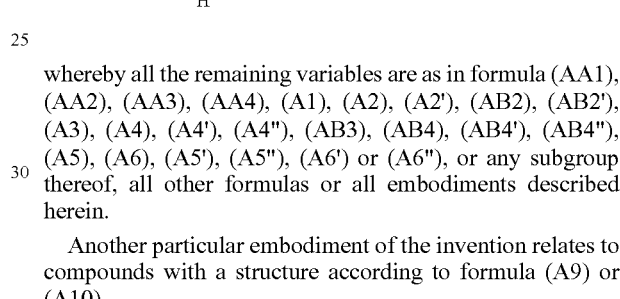 H
25
whereby all the remaining variables are as in formula (AA1),
(AA2), (AA3), (AA4), (A1), (A2), (A2'), (AB2), (AB2'),
(A3), (A4), (A4'), (A4"), (AB3), (AB4), (AB4'), (AB4"),
(A5), (A6), (A5'), (A5"), (A6') or (A6"), or any subgroup
30
thereof, all other formulas or all embodiments described
herein.
Another particular embodiment of the invention relates to
compounds with a structure according to formula (A9) or
(A10)